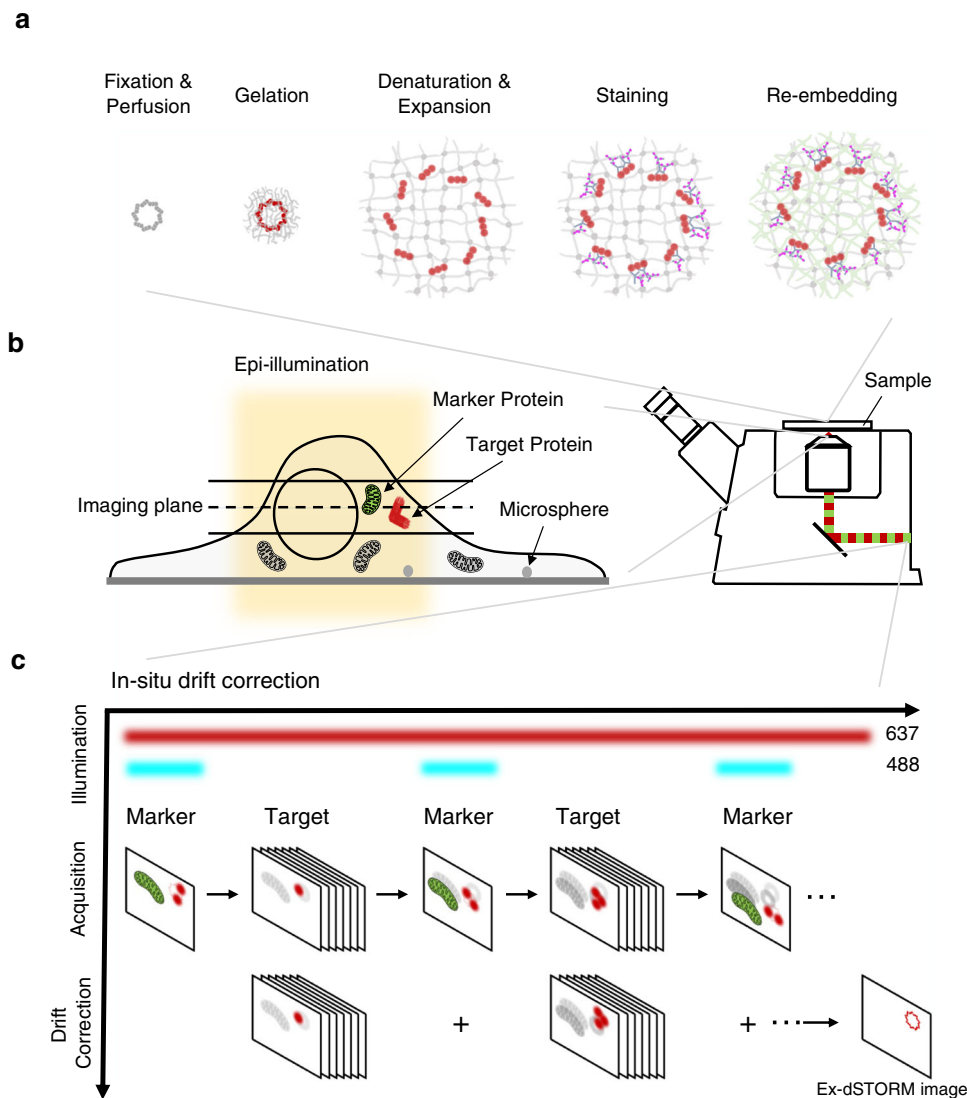 a
Fixation &
Perfusion
Gelation
Denaturation &
Expansion
Staining
Re-embedding
b
Epi-illumination
Marker Protein
Target Protein
Imaging plane
Microsphere
Sample
c
In-situ drift correction
Illumination
637
488
Marker
Target
Marker
Target
Marker
Acquisition
...
Drift
Correction
+
+
...
Ex-dSTORM image